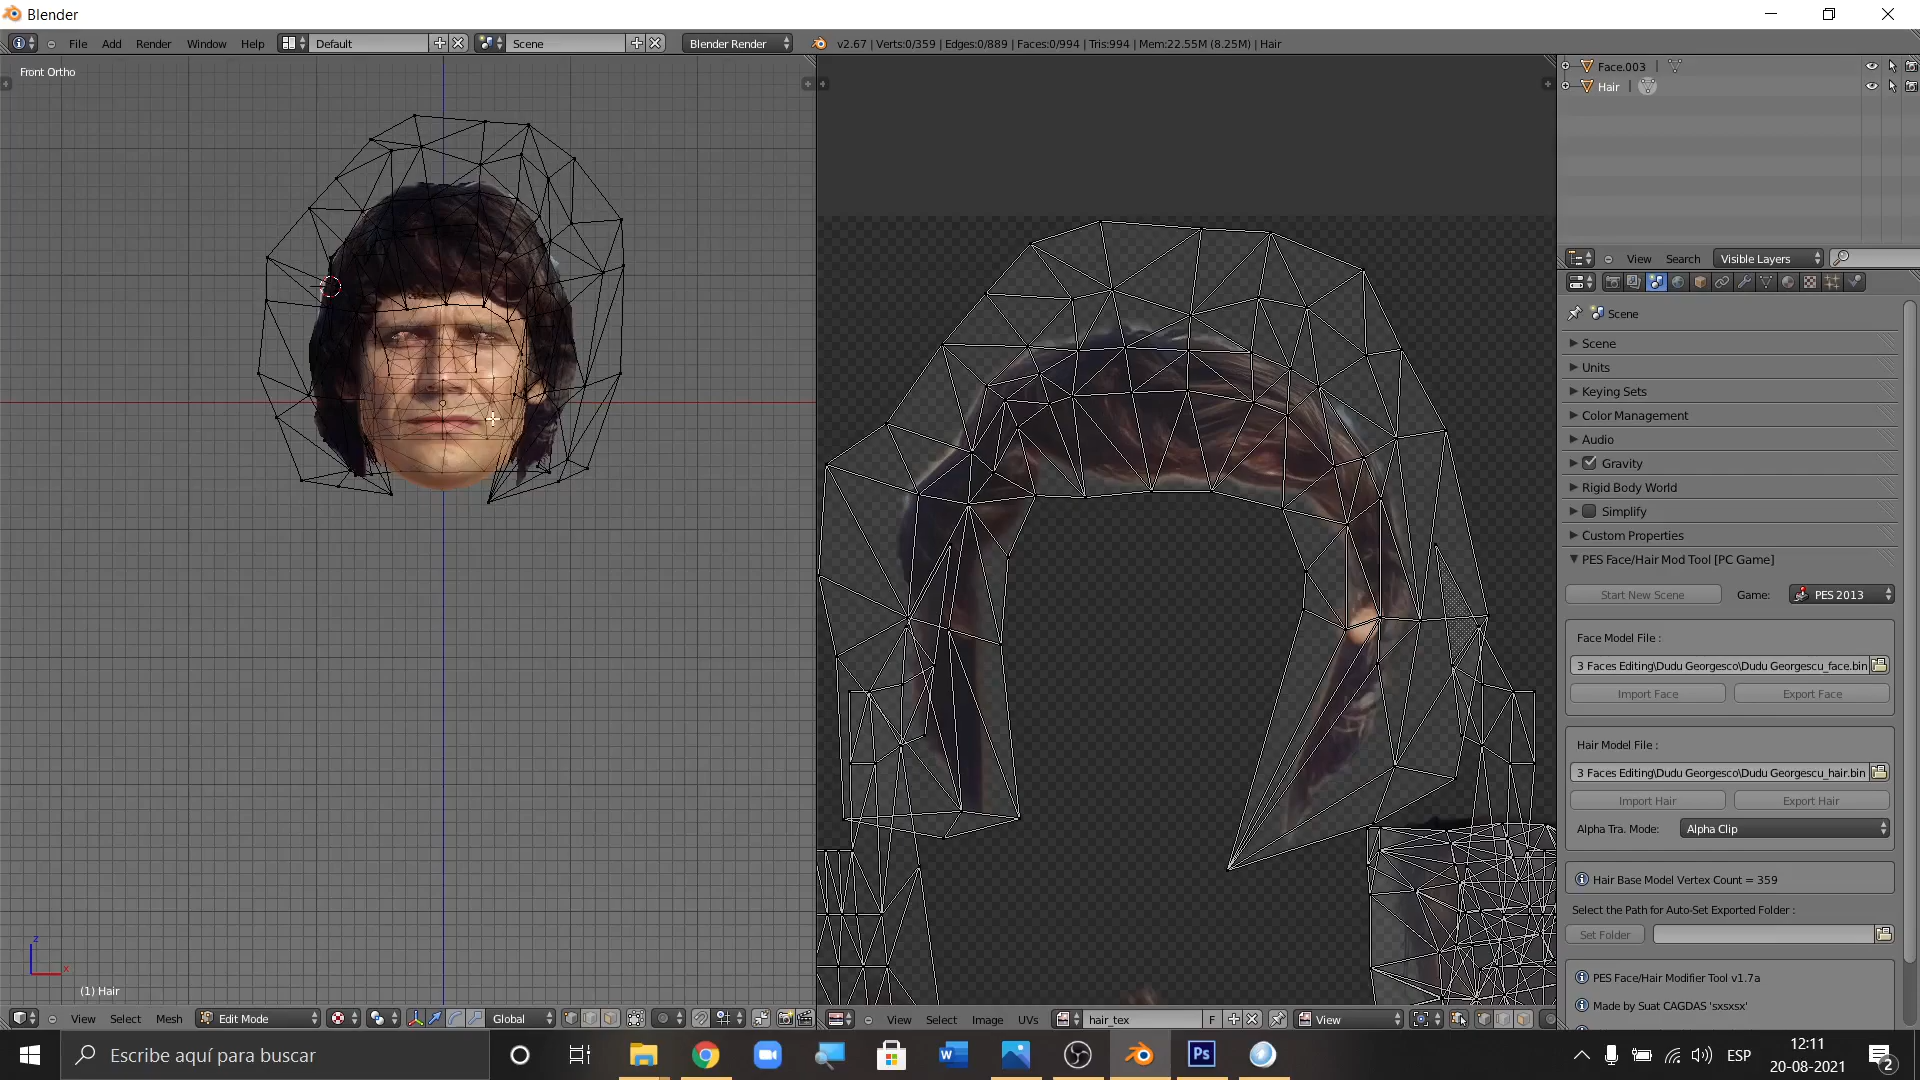 Blender
File Add Render Window Help Default Scene Blender Render v2.67 | Verts:0/359 | Edges:0/889 | Faces:0/994 | Tris:994 | Mem:22.55M (8.25M) | Hair
Front Ortho
Face.003
Hair
View Search Visible Layers
Scene
Scene
Units
Keying Sets
Color Management
Audio
Gravity
Rigid Body World
Simplify
Custom Properties
PES Face/Hair Mod Tool [PC Game]
Start New Scene Game: PES 2013
Face Model File :
3 Faces Editing\Dudu Georgesco\Dudu Georgescu_face.bin
Import Face Export Face
Hair Model File :
3 Faces Editing\Dudu Georgesco\Dudu Georgescu_hair.bin
Import Hair Export Hair
Alpha Tra. Mode: Alpha Clip
Hair Base Model Vertex Count = 359
Select the Path for Auto-Set Exported Folder :
Set Folder
PES Face/Hair Modifier Tool v1.7a
Made by Suat CAGDAS 'sxsxsx'
z
x
(1) Hair
View Select Mesh Edit Mode Global
View Select Image UVs hair_tex F View
Escribe aquí para buscar
ESP
12:11
20-08-2021
2